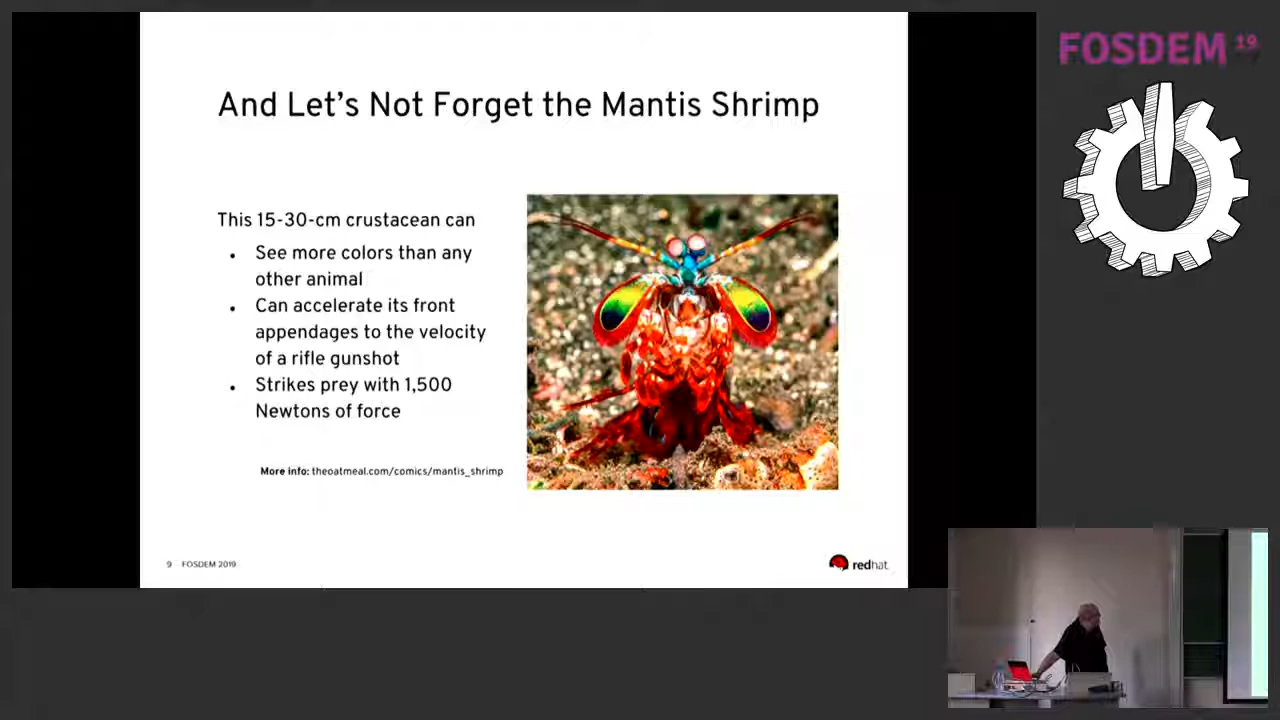 And Let's Not Forget the Mantis Shrimp
This 15-30-cm crustacean can
• See more colors than any
other animal
• Can accelerate its front
appendages to the velocity
of a rifle gunshot
• Strikes prey with 1,500
Newtons of force
More info: theoatmeal.com/comics/mantis_shrimp
9 FOSDEM 2019
redhat.
FOSDEM 19